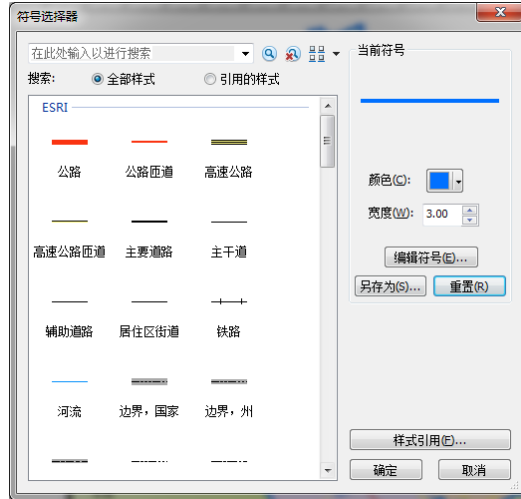 符号选择器
在此处输入以进行搜索
搜索: 全部样式 引用的样式
ESRI
公路 公路匝道 高速公路
高速公路匝道 主要道路 主干道
辅助道路 居住区街道 铁路
河流 边界，国家 边界，州
当前符号
颜色(C):
宽度(W): 3.00
编辑符号(E)...
另存为(S)... 重置(R)
样式引用(F)...
确定 取消